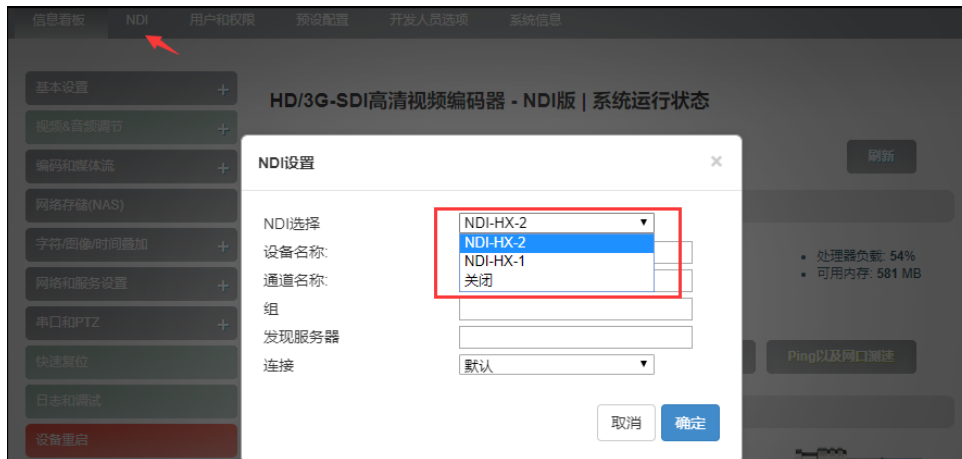 信息看板 NDI 用户和权限 预设配置 开发人员选项 系统信息
基本设置 +
HD/3G-SDI高清视频编码器 - NDI版 | 系统运行状态
视频&音频调节 +
编码和媒体流 +
刷新
网络存储(NAS)
字符/图像/时间叠加 +
网络和服务设置 +
串口和PTZ +
快速复位
日志和调试
设备重启
NDI设置 ×
NDI选择 NDI-HX-2 ▼
NDI-HX-2
NDI-HX-1
关闭
设备名称:
通道名称:
组
发现服务器
连接 默认 ▼
取消 确定
处理器负载: 54%
可用内存: 581 MB
Ping以及网口测速